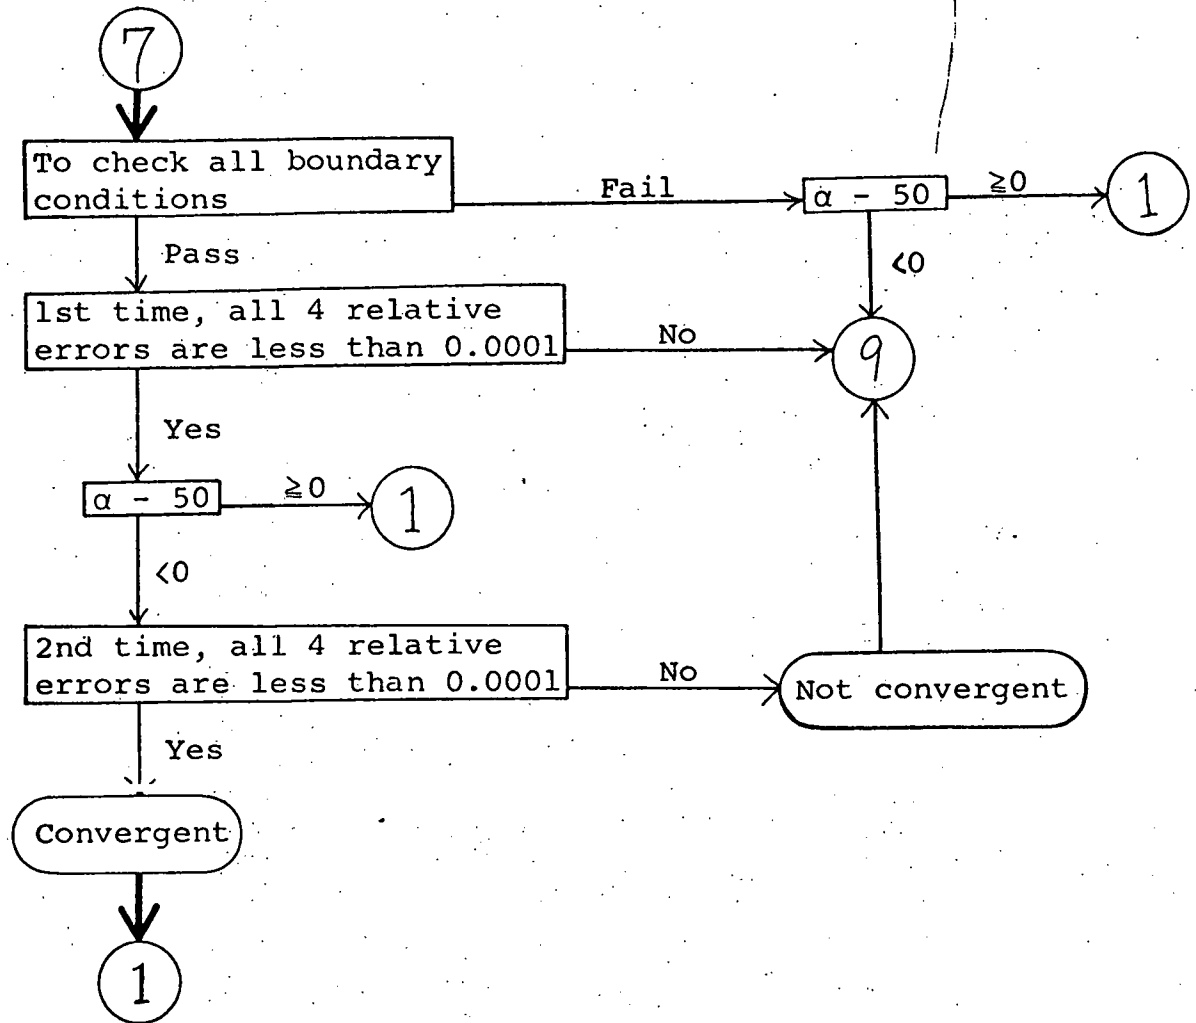 7
To check all boundary
conditions
Fail
α - 50
≧0
1
Pass
<0
1st time, all 4 relative
errors are less than 0.0001
No
9
Yes
α - 50
≧0
1
<0
2nd time, all 4 relative
errors are less than 0.0001
No
Not convergent
Yes
Convergent
1